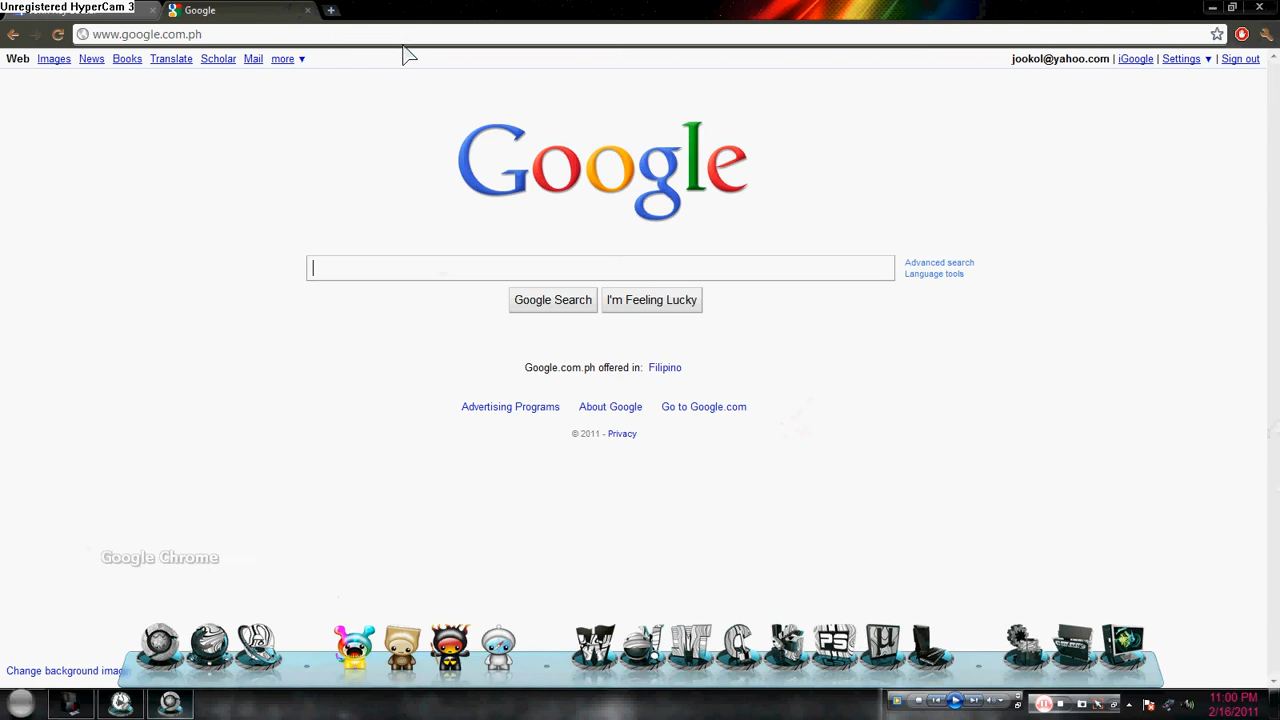 Unregistered HyperCam 3
Google
www.google.com.ph
Web Images News Books Translate Scholar Mail more ▼
jookol@yahoo.com | iGoogle | Settings ▼ | Sign out
Google
Advanced search
Language tools
Google Search I'm Feeling Lucky
Google.com.ph offered in: Filipino
Advertising Programs About Google Go to Google.com
© 2011 - Privacy
Google Chrome
W PS
Change background imag
11:00 PM
2/16/2011